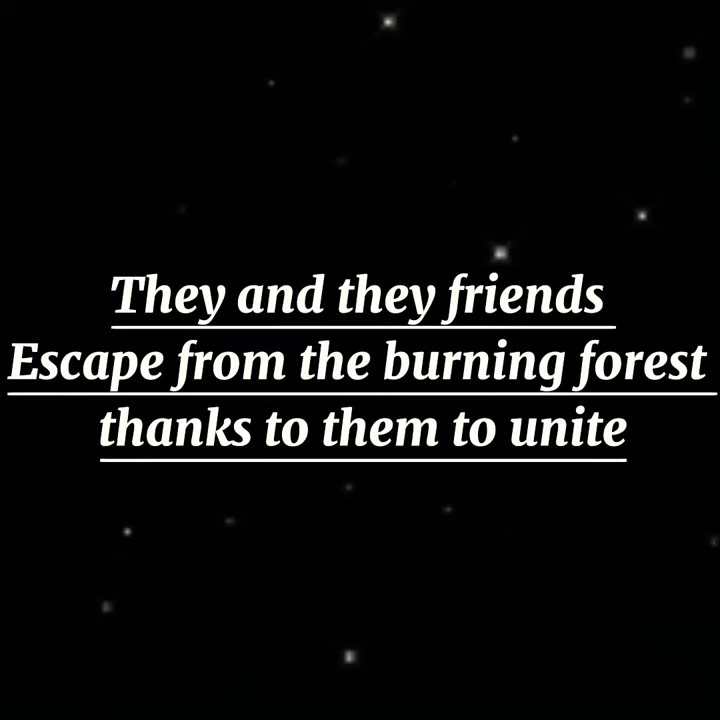 They and they friends
Escape from the burning forest
thanks to them to unite